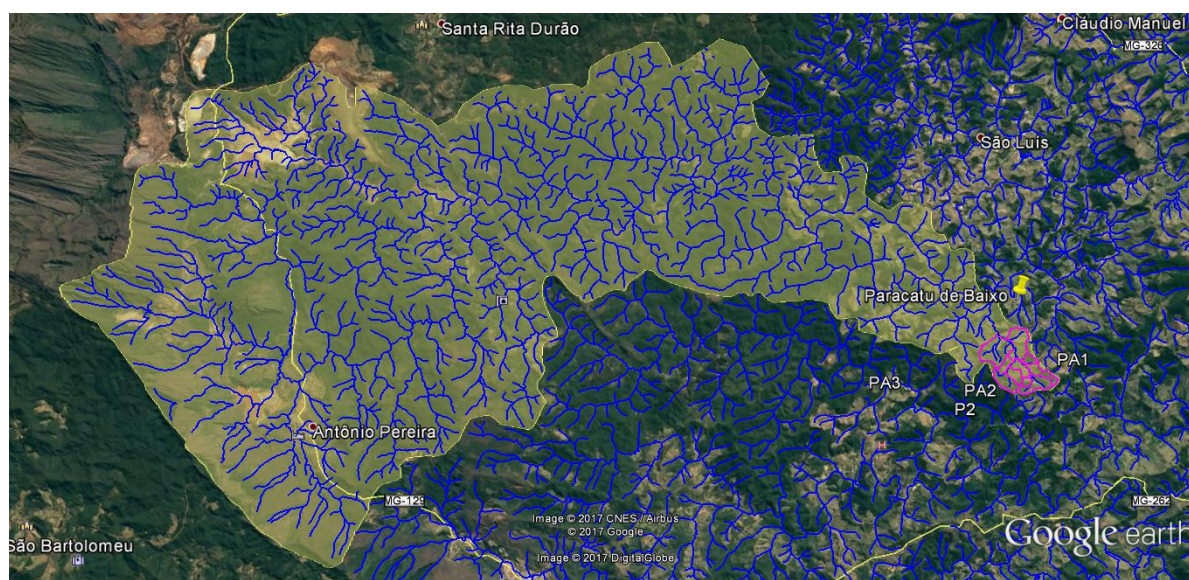 Santa Rita Durão
Cláudio Manuel
MG-326
São Luís
Paracatu de Baixo
PA1
PA3
PA2
P2
Antônio Pereira
H
MG-129
MG-262
Image © 2017 CNES / Airbus
© 2017 Google
Image © 2017 DigitalGlobe
Google earth
São Bartolomeu